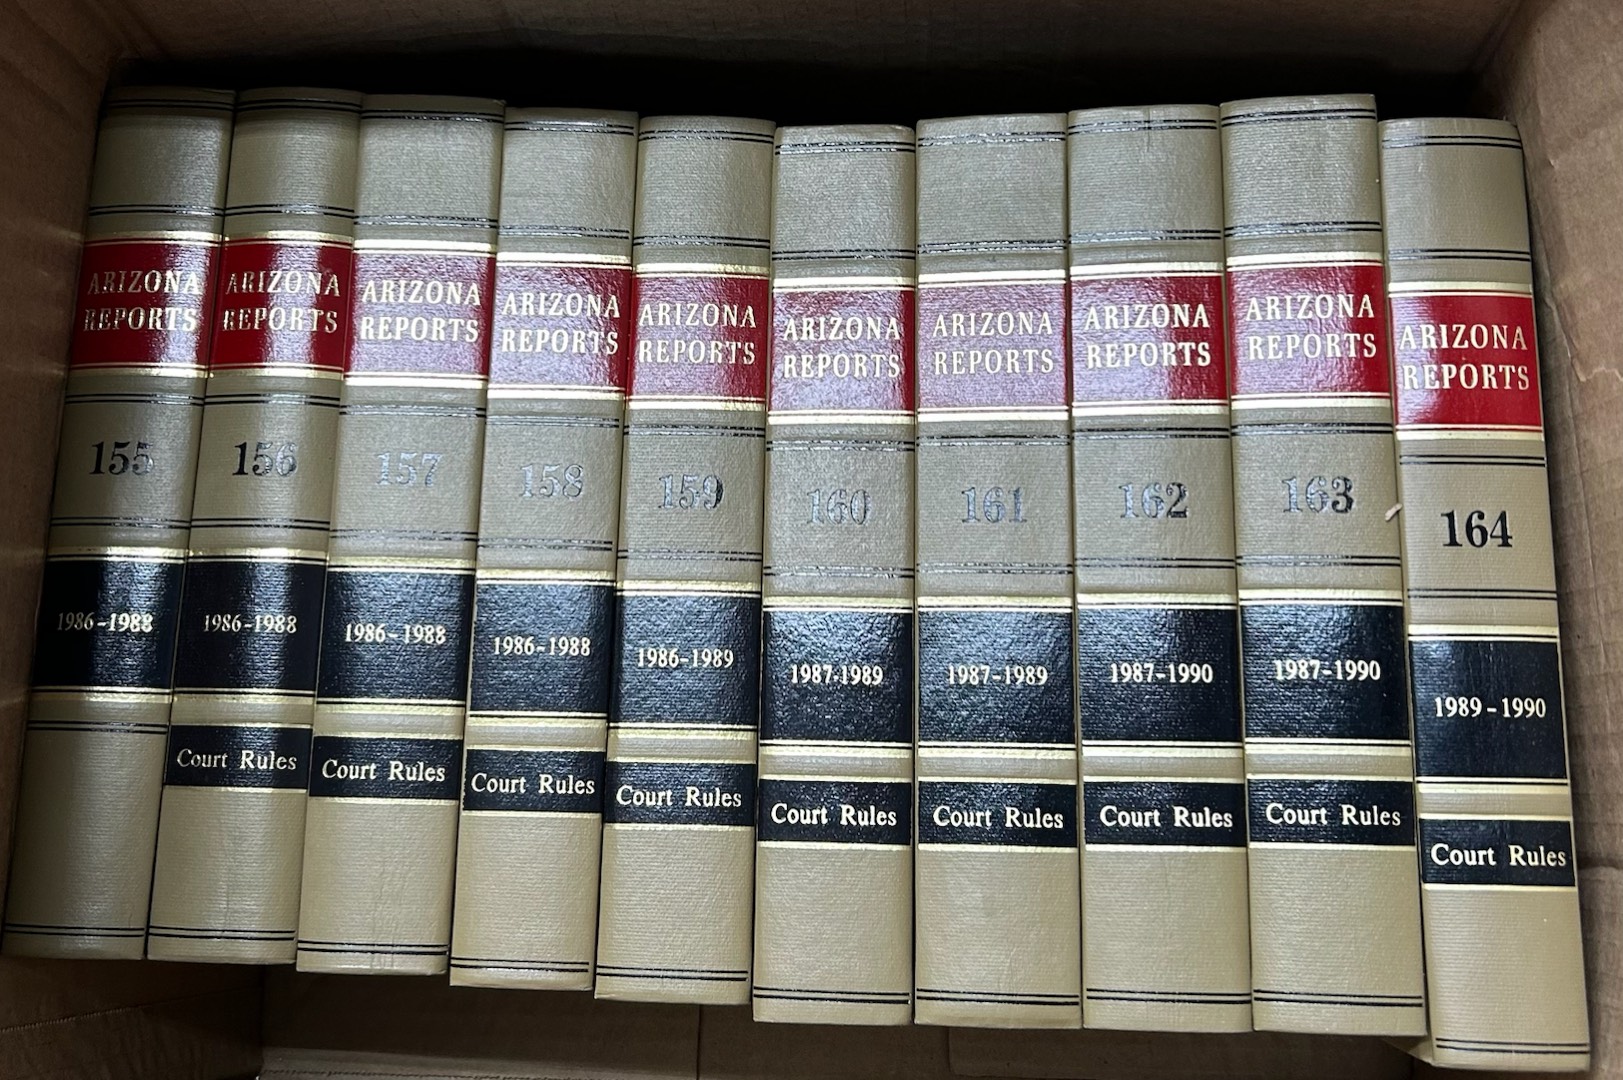 ARIZONA
REPORTS
155
1986-1988
ARIZONA
REPORTS
156
1986-1988
Court Rules
ARIZONA
REPORTS
157
1986-1988
Court Rules
ARIZONA
REPORTS
158
1986-1988
Court Rules
ARIZONA
REPORTS
159
1986-1989
Court Rules
ARIZONA
REPORTS
160
1987-1989
Court Rules
ARIZONA
REPORTS
161
1987-1989
Court Rules
ARIZONA
REPORTS
162
1987-1990
Court Rules
ARIZONA
REPORTS
163
1987-1990
Court Rules
ARIZONA
REPORTS
164
1989-1990
Court Rules